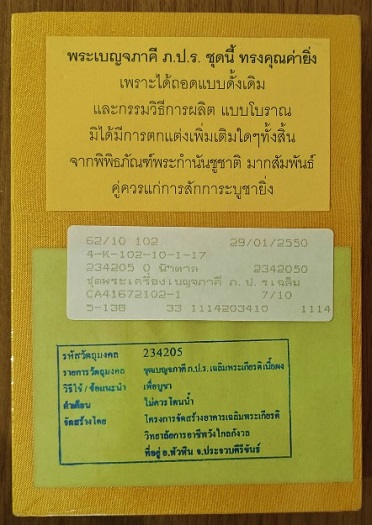 พระเบญจภาคี ภ.ป.ร. ชุดนี้ ทรงคุณค่ายิ่ง
เพราะได้ถอดแบบดั้งเดิม
และกรรมวิธีการผลิต แบบโบราณ
มิได้มีการตกแต่งเพิ่มเติมใดๆทั้งสิ้น
จากพิพิธภัณฑ์พระกำนันชูชาติ มากสัมพันธ์
คู่ควรแก่การสักการะบูชายิ่ง
62/10 102 29/01/2550
4-K-102-10-1-17
234205 0 2342050
ชุดพระเครื่องเบญจภาคี ภ.ป.รเฉลิม
CA41672102-1 7/10
5-138 33 1114203410 1114
รหัสวัตถุมงคล 234205
รายการวัตถุมงคล ชุดเบญจภาคี ภ.ป.ร.เฉลิมพระเกียรติเนื้อผง
วิธีใช้ / ข้อแนะนำ เพื่อบูชา
คำเตือน ไม่ควรโดนน้ำ
จัดสร้างโดย โครงการจัดสร้างอาคารเฉลิมพระเกียรติ
วิทยาลัยการอาชีพวังไกลกังวล
ที่อยู่ อ.หัวหิน จ.ประจวบคีรีขันธ์